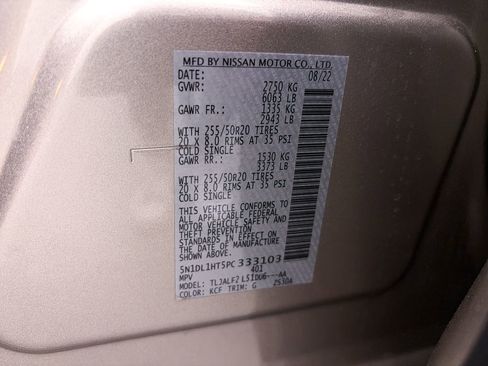 MFD BY NISSAN MOTOR CO., LTD.
DATE: 08/22
GVWR: 2750 KG
6063 LB
GAWR FR.: 1335 KG
2943 LB
WITH 255/50R20 TIRES
20 X 8.0 RIMS AT 35 PSI
COLD SINGLE
GAWR RR.: 1530 KG
3373 LB
WITH 255/50R20 TIRES
20 X 8.0 RIMS AT 35 PSI
COLD SINGLE
THIS VEHICLE CONFORMS TO
ALL APPLICABLE FEDERAL
MOTOR VEHICLE SAFETY AND
THEFT PREVENTION
STANDARDS IN EFFECT ON
THE DATE OF MANUFACTURE
SHOWN ABOVE.
5N1DL1HT5PC333103
MPV 401
MODEL: TLJALF2 L51DU6---AA
COLOR: KCF TRIM: G 2530A